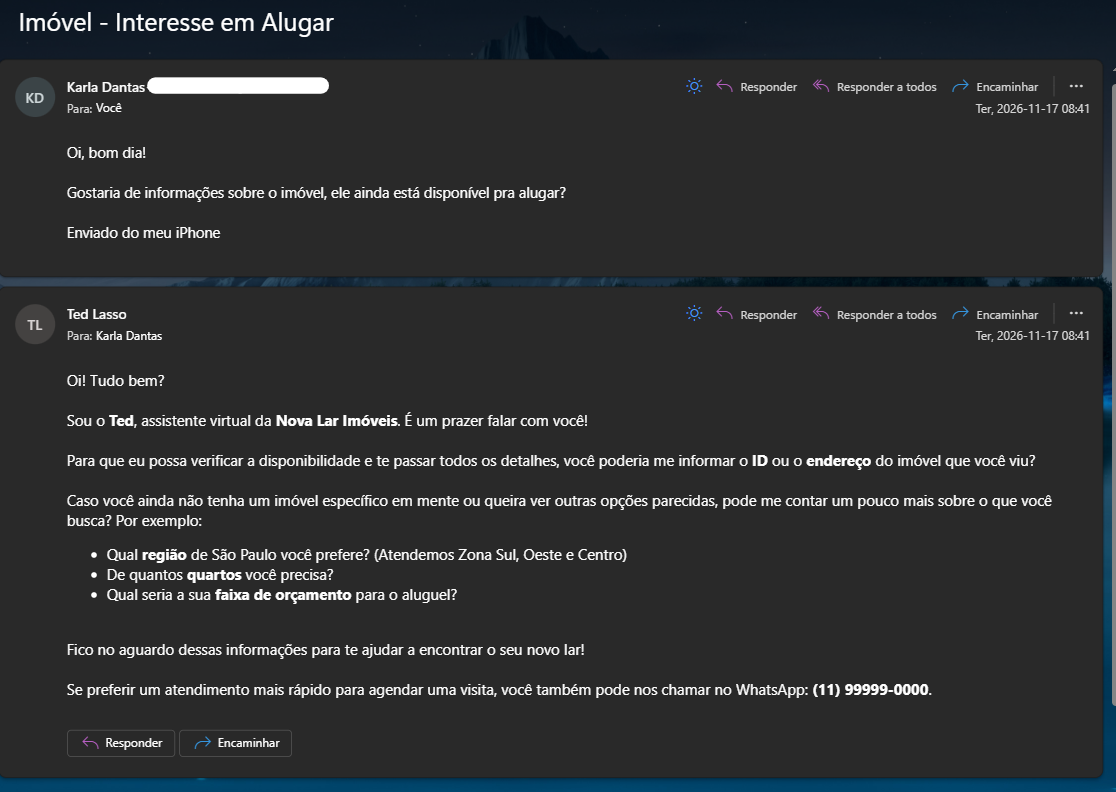 Imóvel - Interesse em Alugar
KD
Karla Dantas
Responder
Responder a todos
Encaminhar
Para: Você
Ter, 2026-11-17 08:41
Oi, bom dia!
Gostaria de informações sobre o imóvel, ele ainda está disponível pra alugar?
Enviado do meu iPhone
TL
Ted Lasso
Responder
Responder a todos
Encaminhar
Para: Karla Dantas
Ter, 2026-11-17 08:41
Oi! Tudo bem?
Sou o Ted, assistente virtual da Nova Lar Imóveis. É um prazer falar com você!
Para que eu possa verificar a disponibilidade e te passar todos os detalhes, você poderia me informar o ID ou o endereço do imóvel que você viu?
Caso você ainda não tenha um imóvel específico em mente ou queira ver outras opções parecidas, pode me contar um pouco mais sobre o que você
busca? Por exemplo:
• Qual região de São Paulo você prefere? (Atendemos Zona Sul, Oeste e Centro)
• De quantos quartos você precisa?
• Qual seria a sua faixa de orçamento para o aluguel?
Fico no aguardo dessas informações para te ajudar a encontrar o seu novo lar!
Se preferir um atendimento mais rápido para agendar uma visita, você também pode nos chamar no WhatsApp: (11) 99999-0000.
Responder
Encaminhar